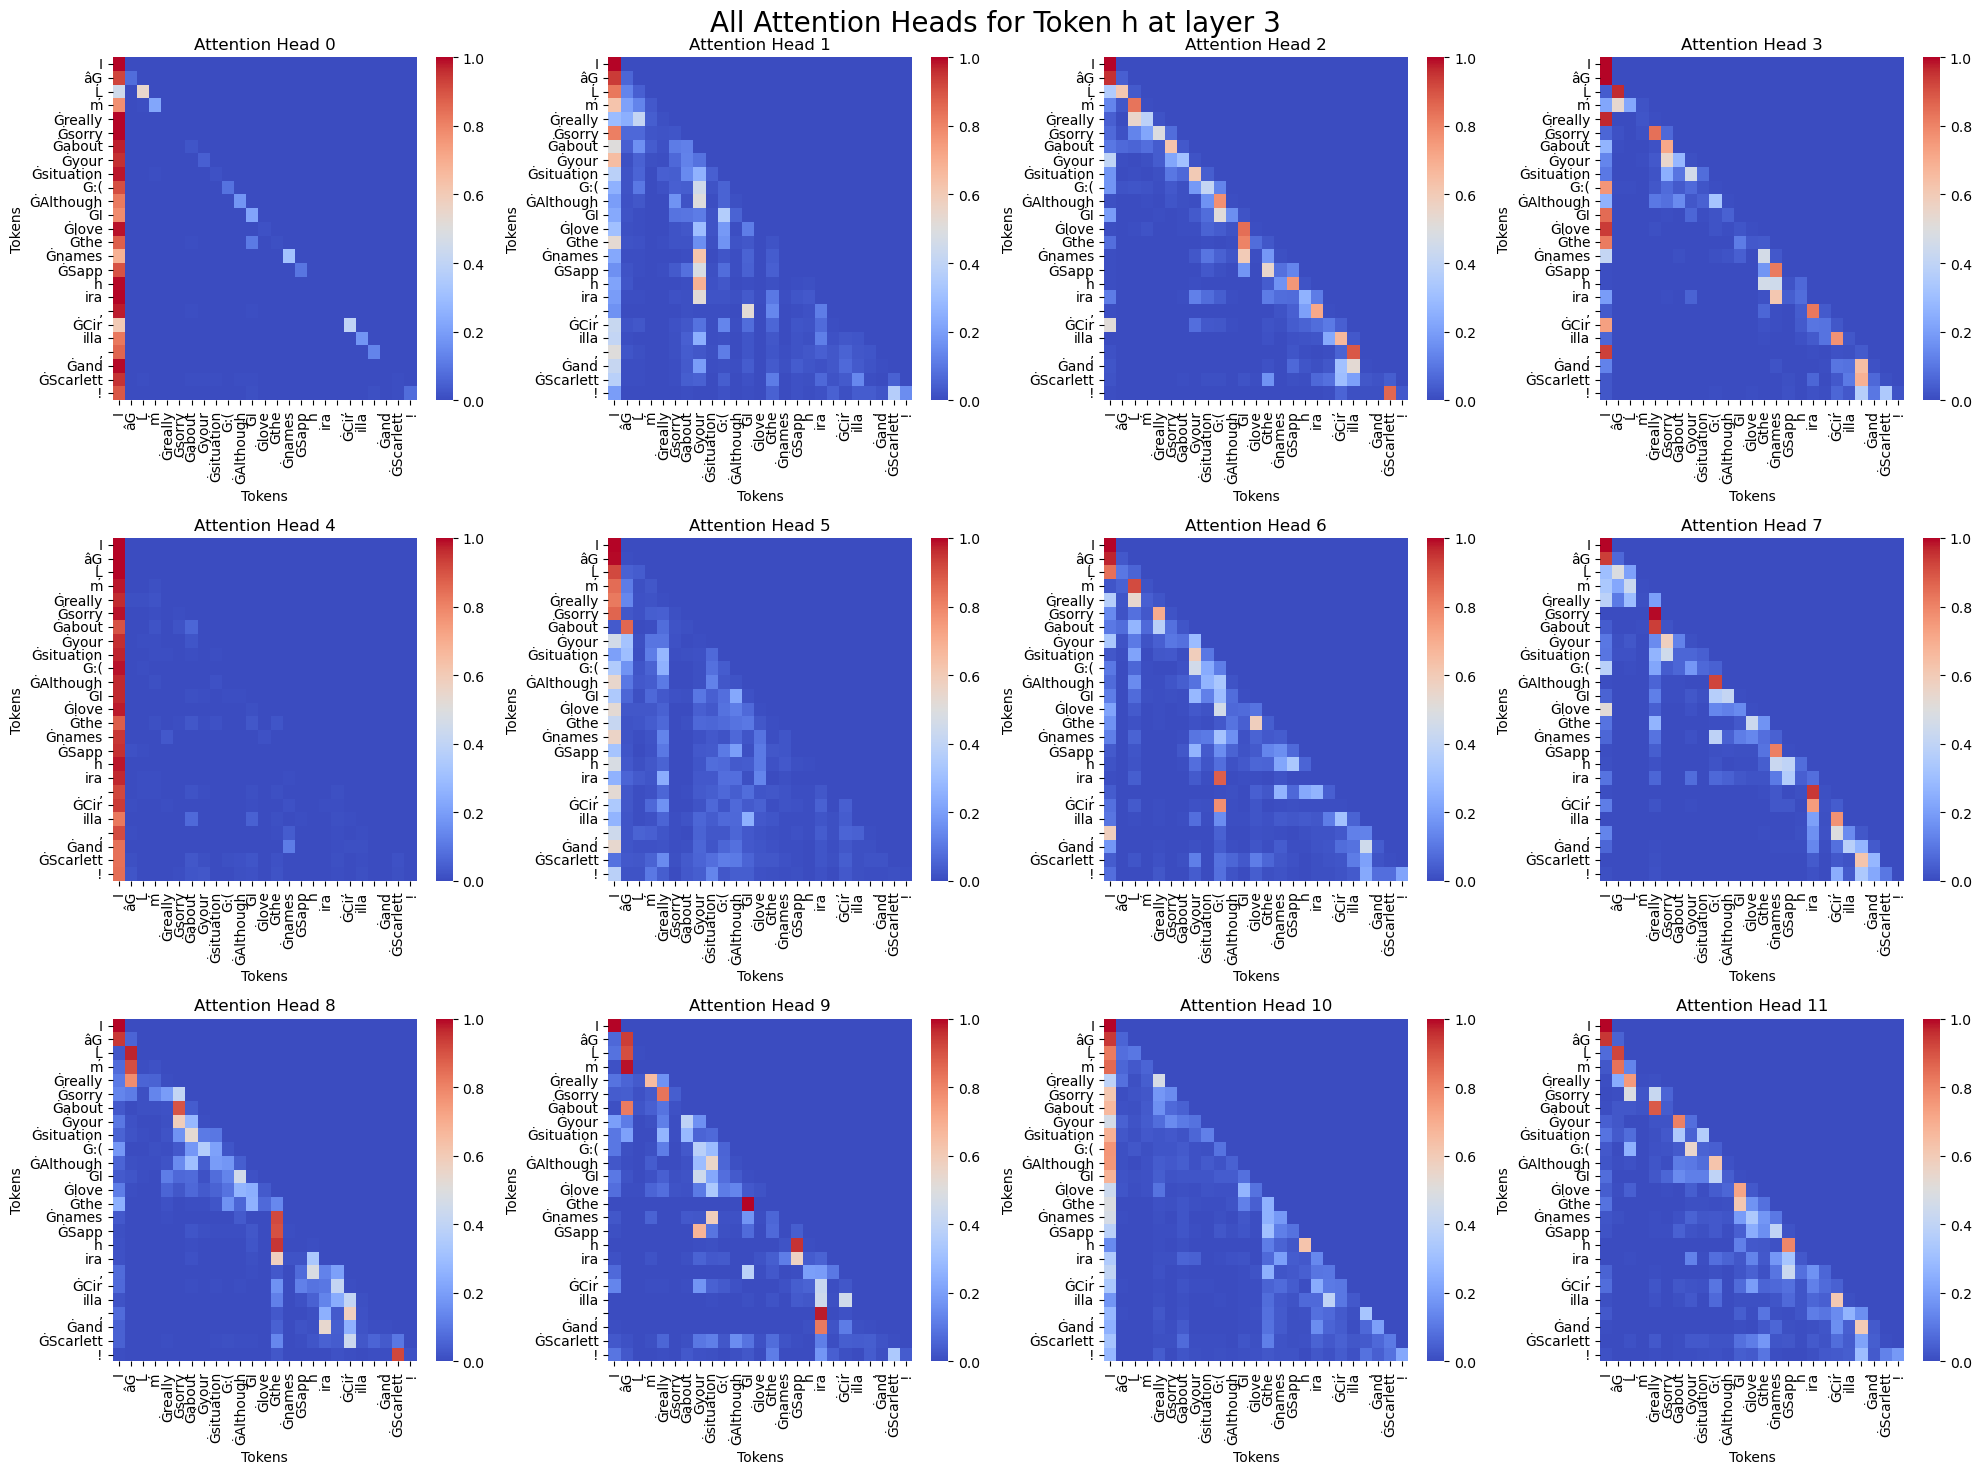 All Attention Heads for Token h at layer 3
Attention Head 0
Attention Head 1
Attention Head 2
Attention Head 3
Attention Head 4
Attention Head 5
Attention Head 6
Attention Head 7
Attention Head 8
Attention Head 9
Attention Head 10
Attention Head 11
Tokens
I
âĢ
Ļ
m
Ġreally
Ġsorry
Ġabout
Ġyour
Ġsituation
Ġ:(
ĠAlthough
ĠI
Ġlove
Ġthe
Ġnames
ĠSapp
h
ira
,
ĠCir
illa
,
Ġand
ĠScarlett
!
Tokens
1.0
0.8
0.6
0.4
0.2
0.0